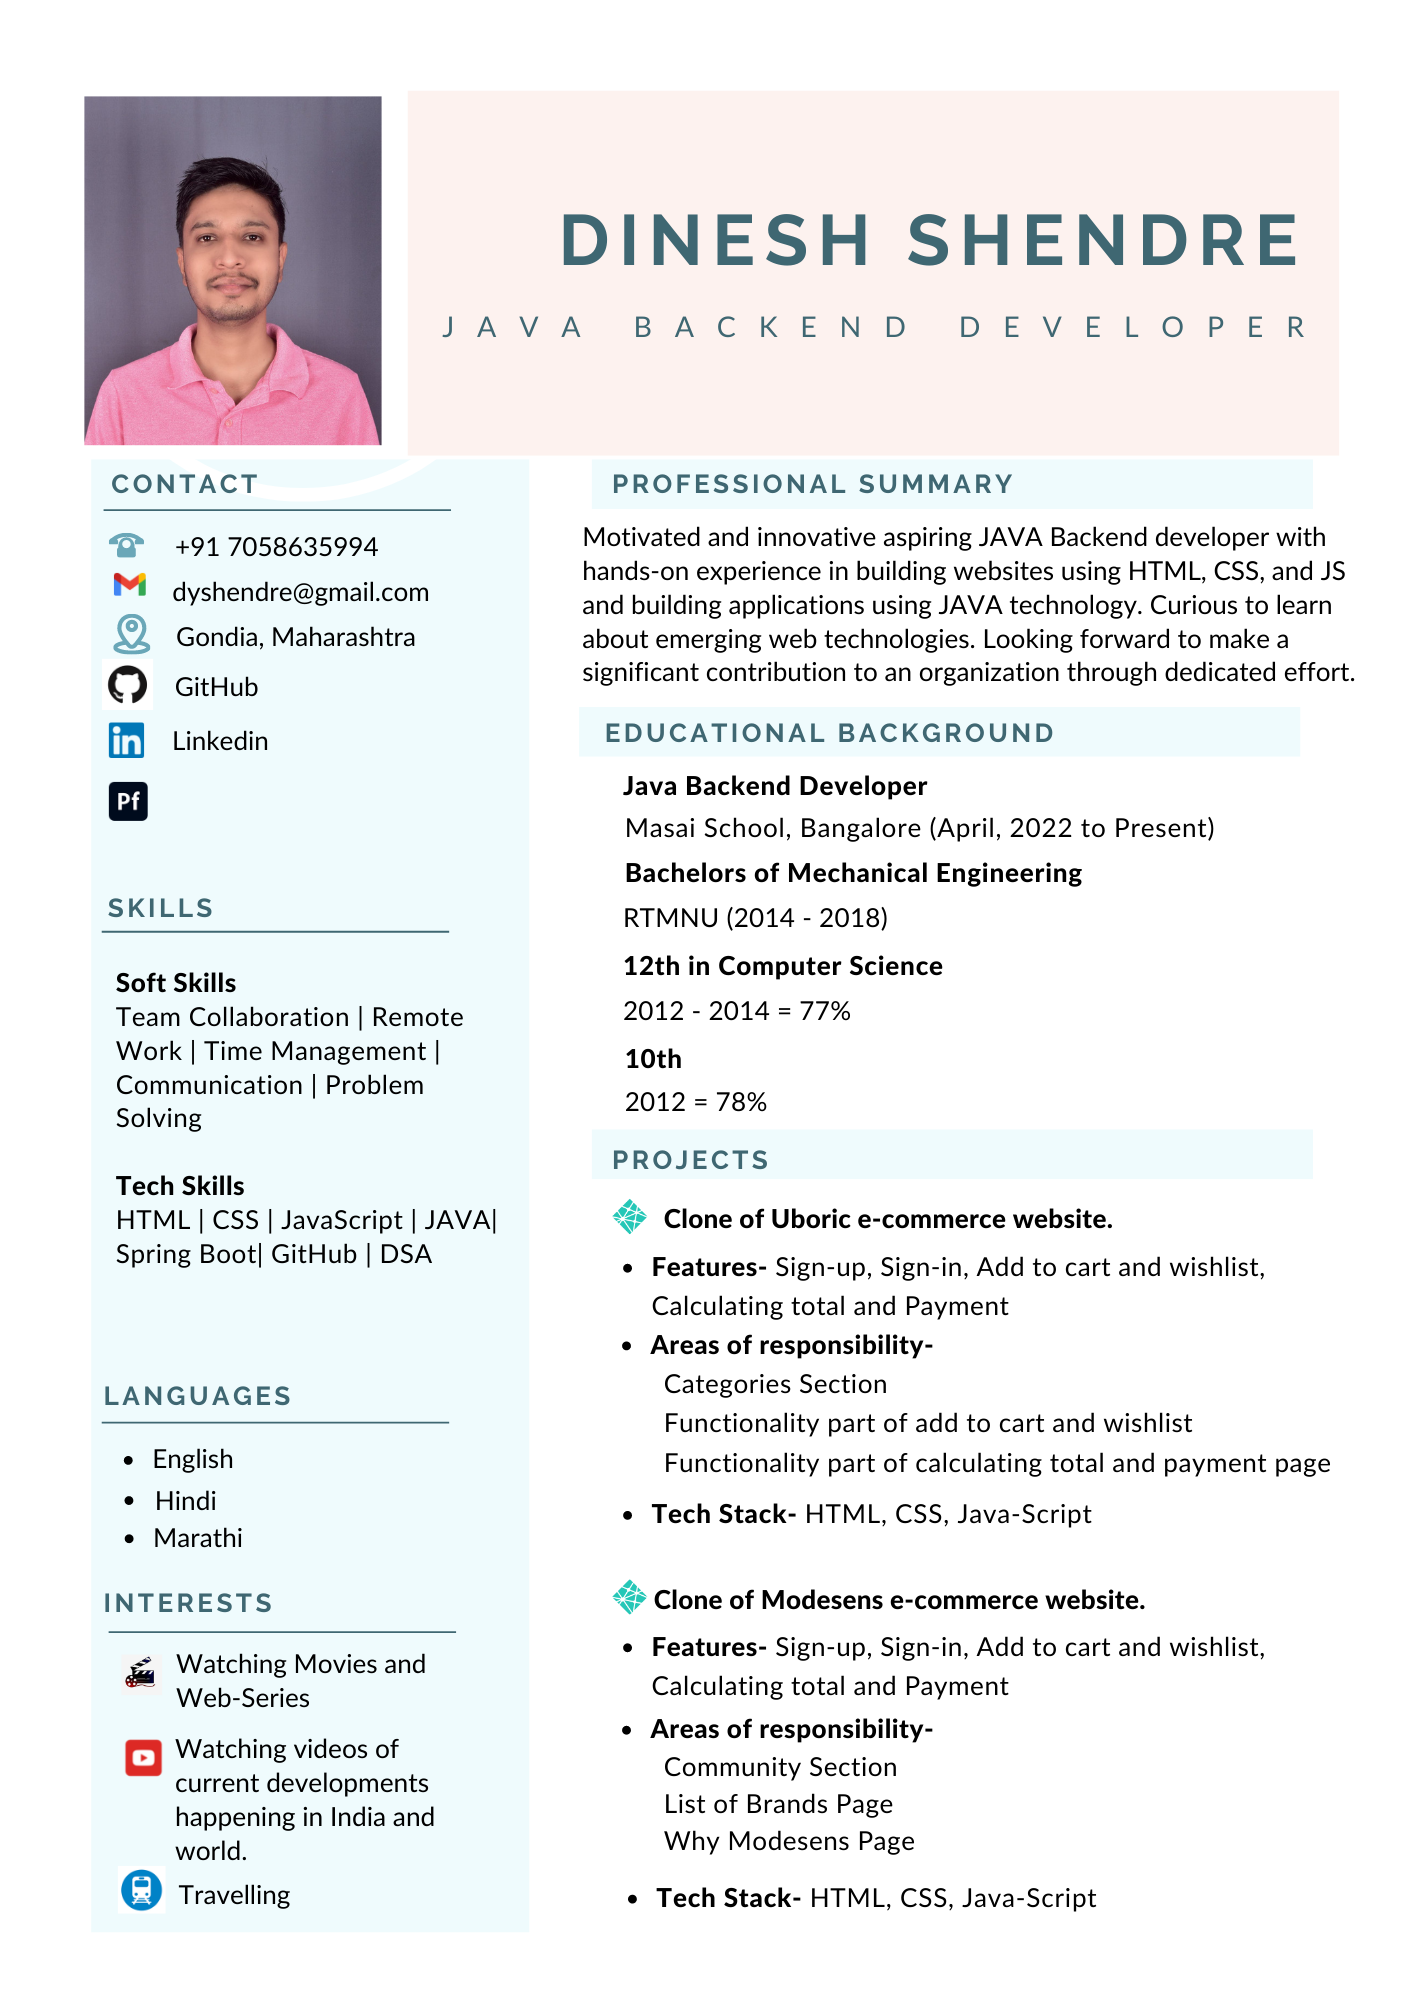 DINESH SHENDRE
JAVA BACKEND DEVELOPER
CONTACT
+91 7058635994
dyshendre@gmail.com
Gondia, Maharashtra
GitHub
in Linkedin
Pf
SKILLS
Soft Skills
Team Collaboration | Remote
Work | Time Management |
Communication | Problem
Solving
Tech Skills
HTML | CSS | JavaScript | JAVA|
Spring Boot| GitHub | DSA
LANGUAGES
• English
• Hindi
• Marathi
INTERESTS
Watching Movies and
Web-Series
Watching videos of
current developments
happening in India and
world.
Travelling
PROFESSIONAL SUMMARY
Motivated and innovative aspiring JAVA Backend developer with
hands-on experience in building websites using HTML, CSS, and JS
and building applications using JAVA technology. Curious to learn
about emerging web technologies. Looking forward to make a
significant contribution to an organization through dedicated effort.
EDUCATIONAL BACKGROUND
Java Backend Developer
Masai School, Bangalore (April, 2022 to Present)
Bachelors of Mechanical Engineering
RTMNU (2014 - 2018)
12th in Computer Science
2012 - 2014 = 77%
10th
2012 = 78%
PROJECTS
Clone of Uboric e-commerce website.
• Features- Sign-up, Sign-in, Add to cart and wishlist,
Calculating total and Payment
• Areas of responsibility-
Categories Section
Functionality part of add to cart and wishlist
Functionality part of calculating total and payment page
• Tech Stack- HTML, CSS, Java-Script
Clone of Modesens e-commerce website.
• Features- Sign-up, Sign-in, Add to cart and wishlist,
Calculating total and Payment
• Areas of responsibility-
Community Section
List of Brands Page
Why Modesens Page
• Tech Stack- HTML, CSS, Java-Script